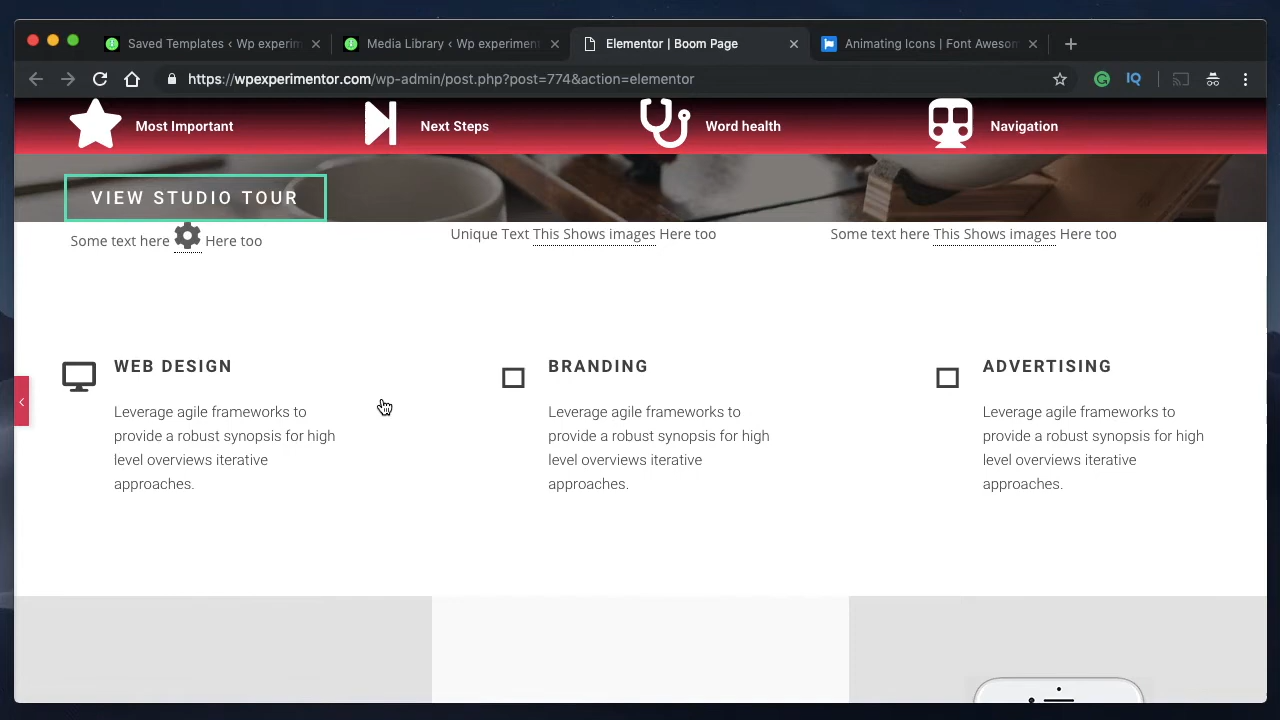 Saved Templates ‹ Wp experim
Media Library ‹ Wp experiment
Elementor | Boom Page
Animating Icons | Font Awesom
https://wpexperimentor.com/wp-admin/post.php?post=774&action=elementor
IQ
Most Important
Next Steps
Word health
Navigation
VIEW STUDIO TOUR
Some text here Here too
Unique Text This Shows images Here too
Some text here This Shows images Here too
WEB DESIGN
Leverage agile frameworks to
provide a robust synopsis for high
level overviews iterative
approaches.
BRANDING
Leverage agile frameworks to
provide a robust synopsis for high
level overviews iterative
approaches.
ADVERTISING
Leverage agile frameworks to
provide a robust synopsis for high
level overviews iterative
approaches.